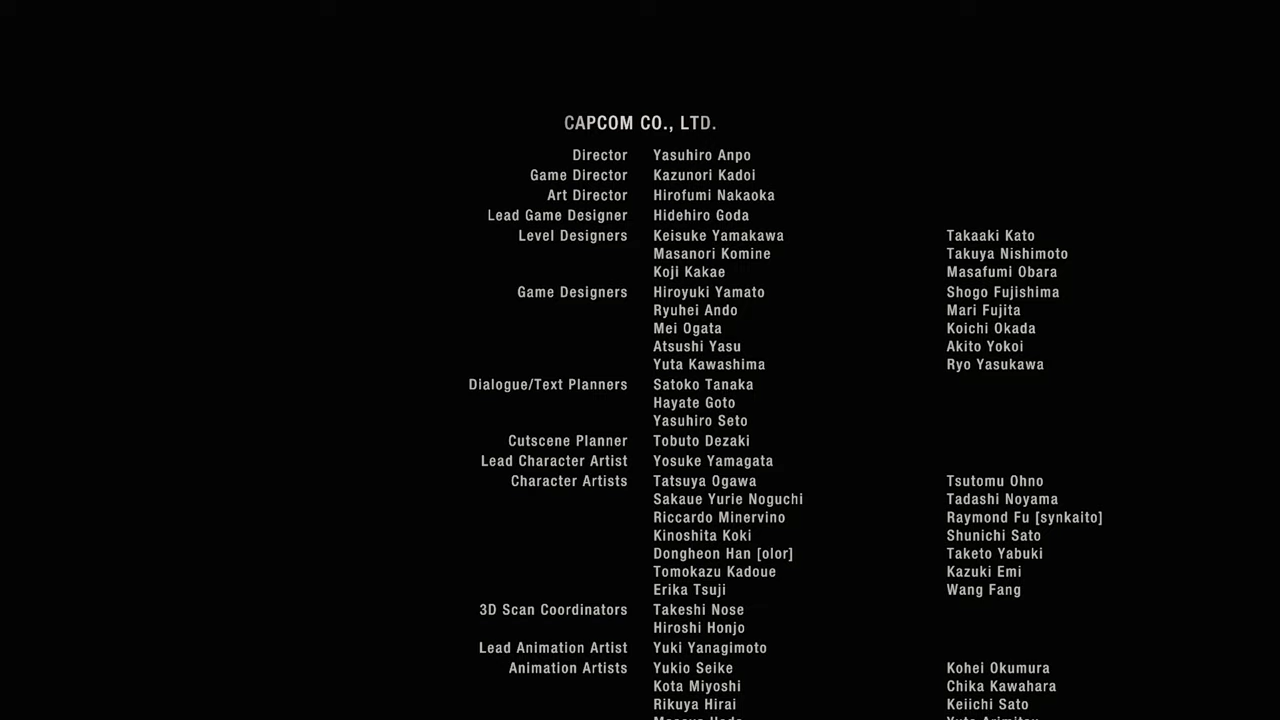 CAPCOM CO., LTD.
Director Yasuhiro Anpo
Game Director Kazunori Kadoi
Art Director Hirofumi Nakaoka
Lead Game Designer Hidehiro Goda
Level Designers Keisuke Yamakawa Takaaki Kato
Masanori Komine Takuya Nishimoto
Koji Kakae Masafumi Obara
Game Designers Hiroyuki Yamato Shogo Fujishima
Ryuhei Ando Mari Fujita
Mei Ogata Koichi Okada
Atsushi Yasu Akito Yokoi
Yuta Kawashima Ryo Yasukawa
Dialogue/Text Planners Satoko Tanaka
Hayate Goto
Yasuhiro Seto
Cutscene Planner Tobuto Dezaki
Lead Character Artist Yosuke Yamagata
Character Artists Tatsuya Ogawa Tsutomu Ohno
Sakaue Yurie Noguchi Tadashi Noyama
Riccardo Minervino Raymond Fu [synkaito]
Kinoshita Koki Shunichi Sato
Dongheon Han [olor] Taketo Yabuki
Tomokazu Kadoue Kazuki Emi
Erika Tsuji Wang Fang
3D Scan Coordinators Takeshi Nose
Hiroshi Honjo
Lead Animation Artist Yuki Yanagimoto
Animation Artists Yukio Seike Kohei Okumura
Kota Miyoshi Chika Kawahara
Rikuya Hirai Keiichi Sato